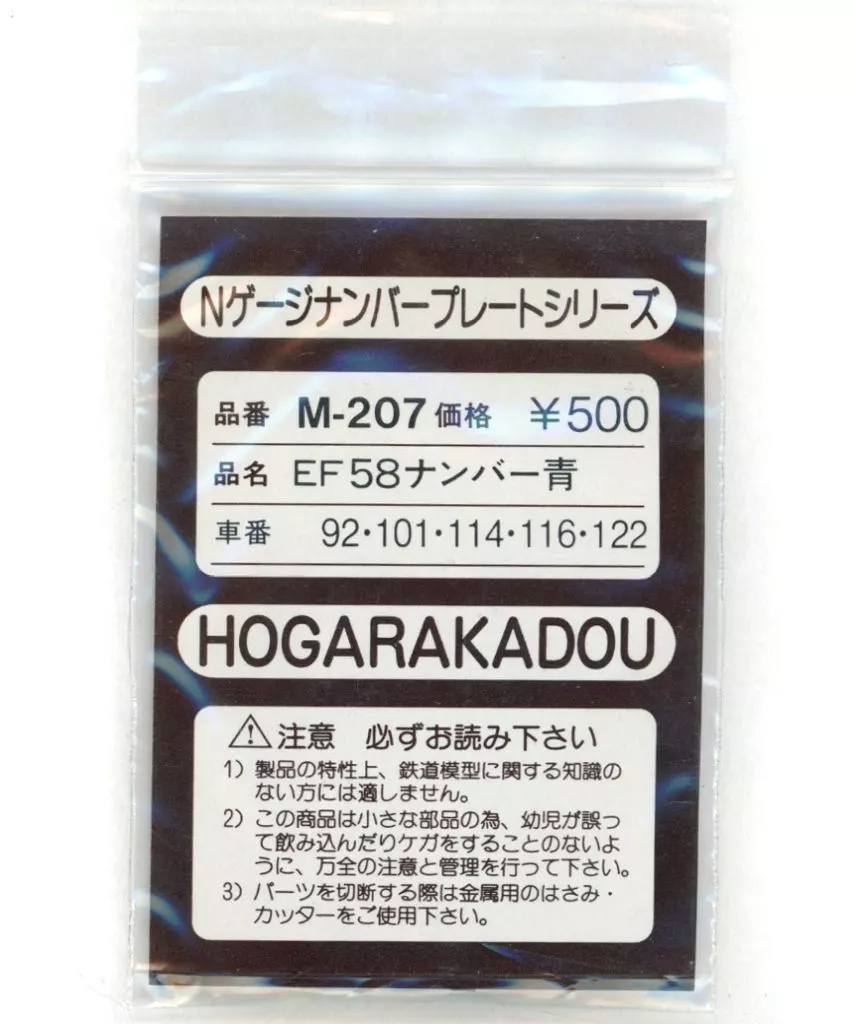 Nゲージナンバープレートシリーズ
品番 M-207 価格 ¥500
品名 EF58ナンバー青
車番 92・101・114・116・122
HOGARAKADOU
⚠注意 必ずお読み下さい
1) 製品の特性上、鉄道模型に関する知識の
ない方には適しません。
2) この商品は小さな部品の為、幼児が誤っ
て飲み込んだりケガをすることのないよ
うに、万全の注意と管理を行って下さい。
3) パーツを切断する際は金属用のはさみ・
カッターをご使用下さい。